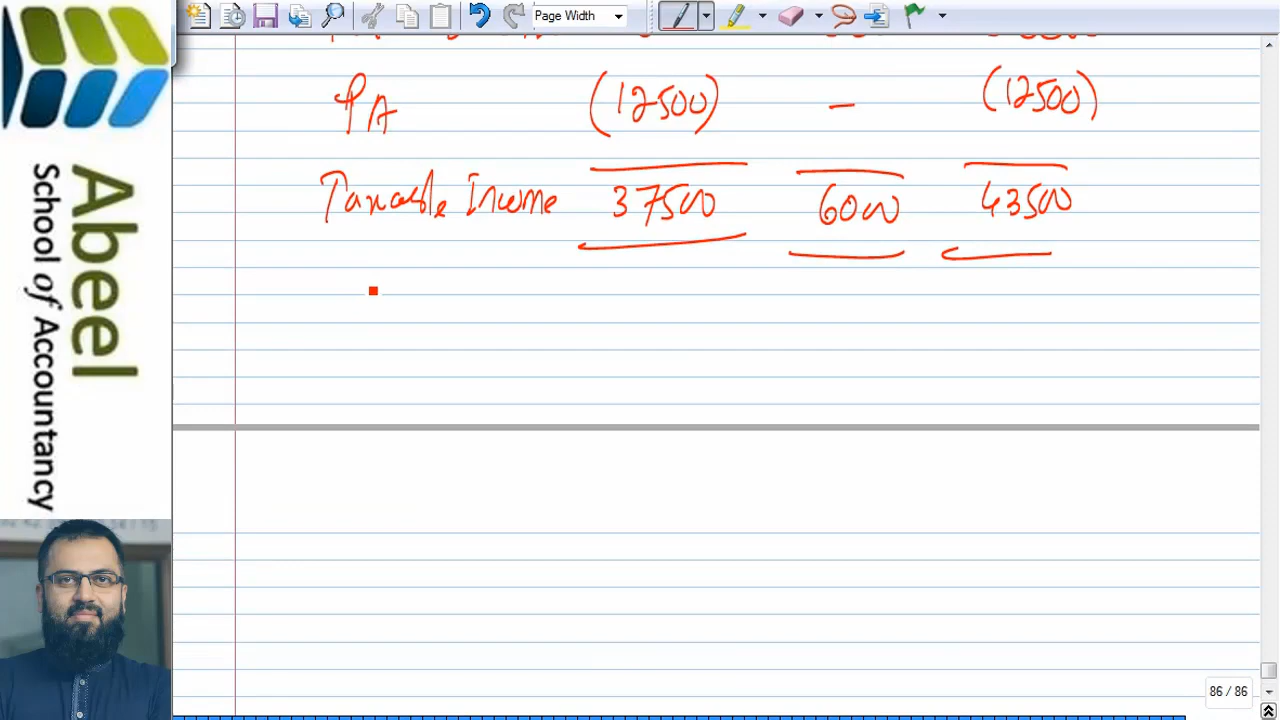 Page Width
PA (12500) – (12500)
Taxable Income 37500 6000 43500
Abeel
School of Accountancy
86 / 86